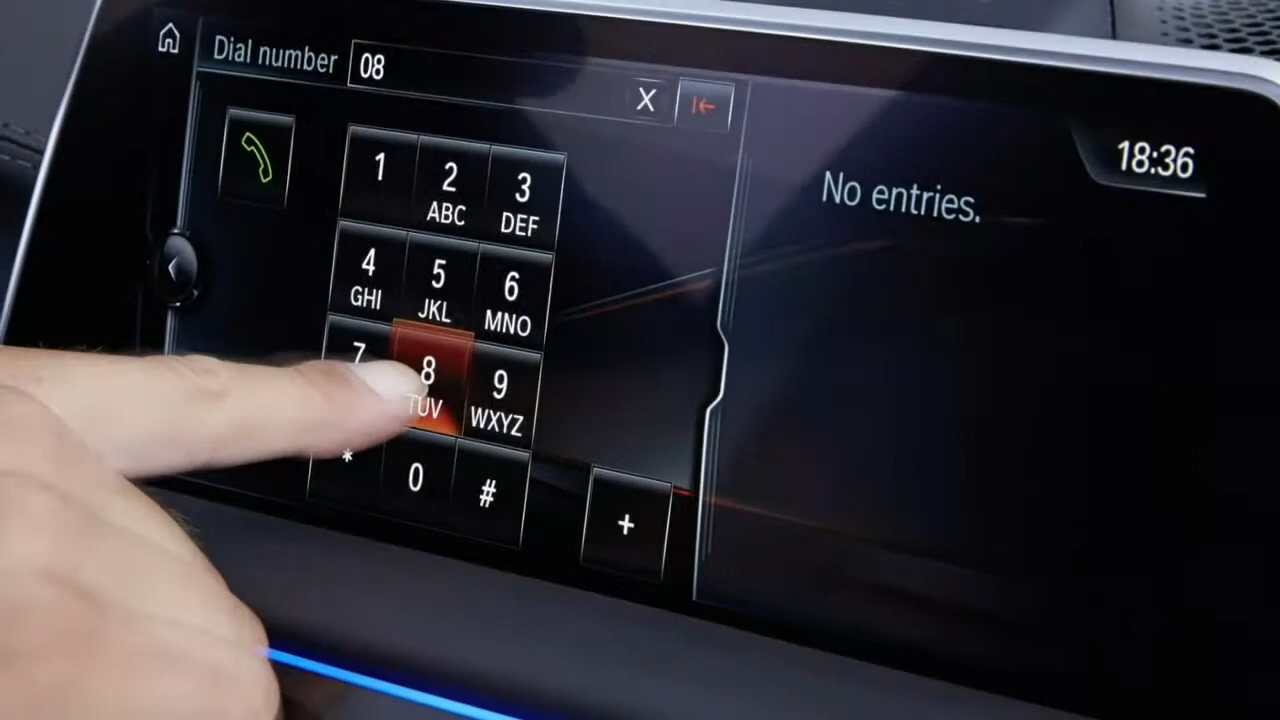 Dial number 08
X
18:36
No entries.
1
2
ABC
3
DEF
4
GHI
5
JKL
6
MNO
7
8
TUV
9
WXYZ
*
0
#
+